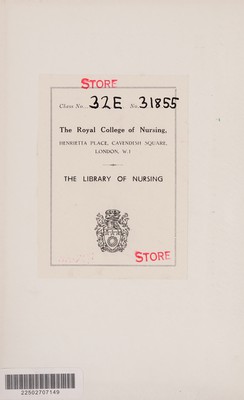 STORE
Class No. 32E No. 31855
The Royal College of Nursing,
HENRIETTA PLACE, CAVENDISH SQUARE,
LONDON, W.1
THE LIBRARY OF NURSING
STORE
22502707149